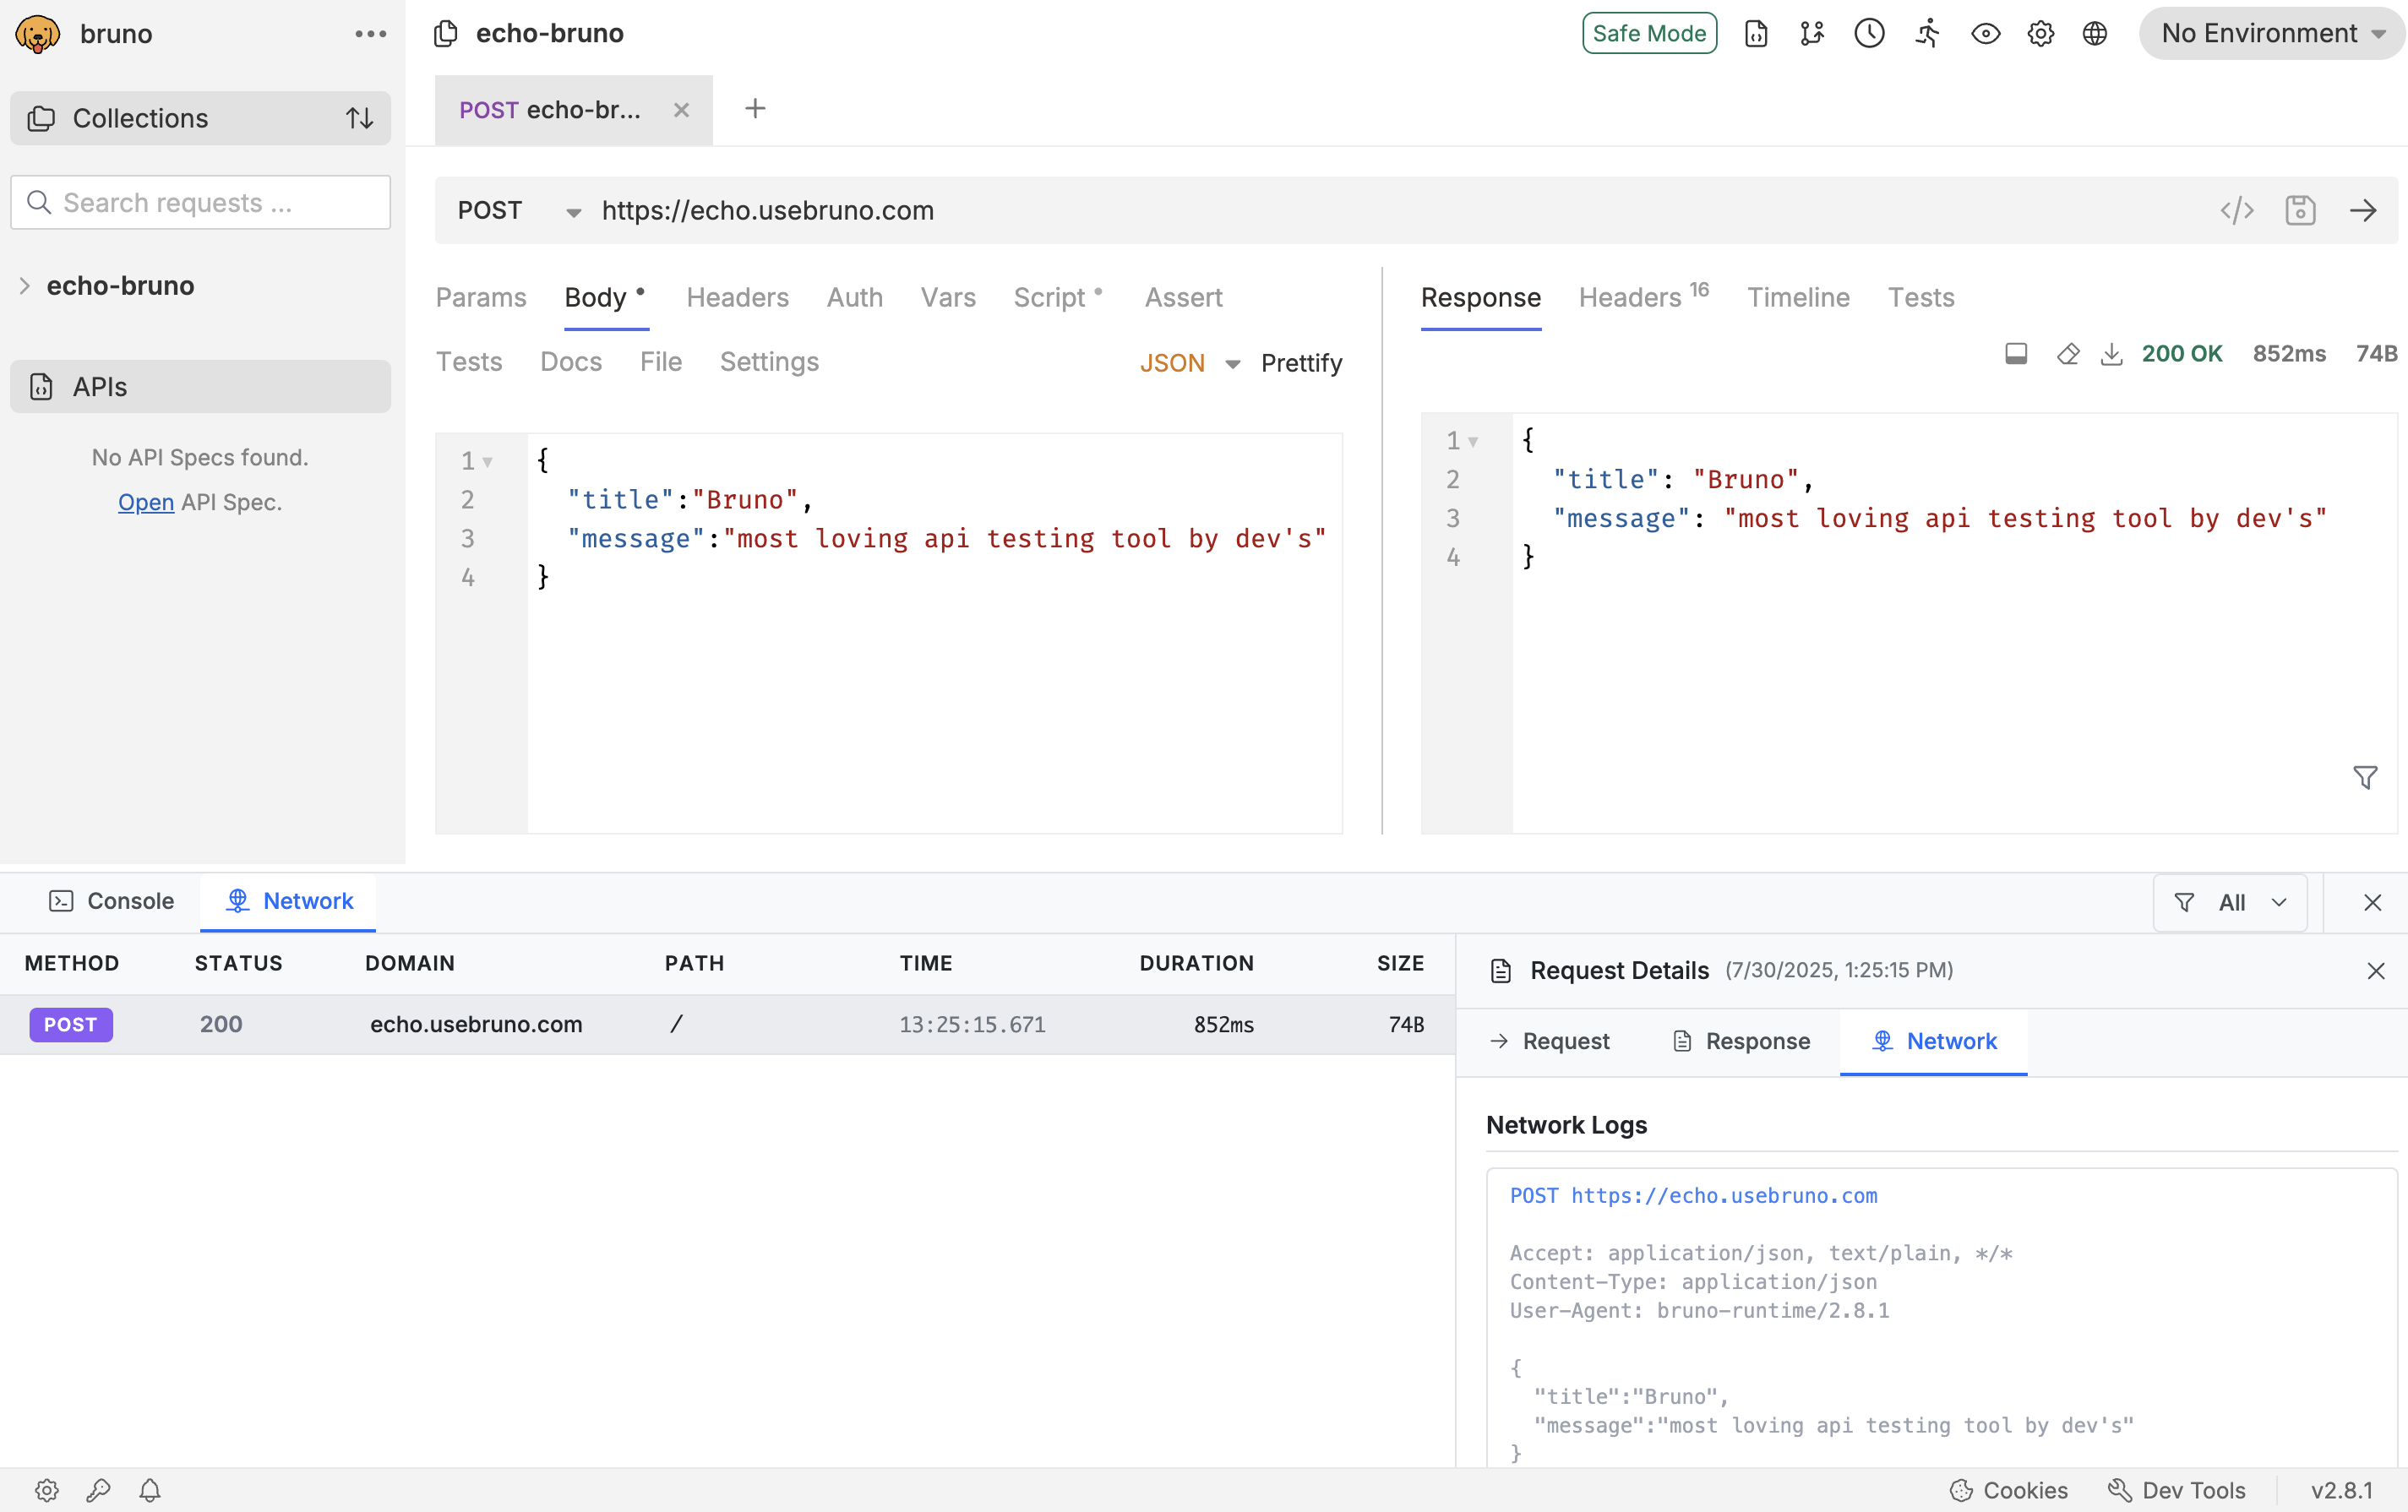 bruno
echo-bruno
Safe Mode
No Environment
Collections
POST echo-br...
Search requests ...
POST
https://echo.usebruno.com
echo-bruno
Params
Body
Headers
Auth
Vars
Script
Assert
Tests
Docs
File
Settings
JSON
Prettify
Response
Headers 16
Timeline
Tests
200 OK
852ms
74B
APIs
No API Specs found.
Open API Spec.
1 {
2 "title":"Bruno",
3 "message":"most loving api testing tool by dev's"
4 }
1 {
2 "title": "Bruno",
3 "message": "most loving api testing tool by dev's"
4 }
Console
Network
All
METHOD STATUS DOMAIN PATH TIME DURATION SIZE
POST 200 echo.usebruno.com / 13:25:15.671 852ms 74B
Request Details (7/30/2025, 1:25:15 PM)
Request
Response
Network
Network Logs
POST https://echo.usebruno.com
Accept: application/json, text/plain, */*
Content-Type: application/json
User-Agent: bruno-runtime/2.8.1
{
"title":"Bruno",
"message":"most loving api testing tool by dev's"
}
Cookies
Dev Tools
v2.8.1